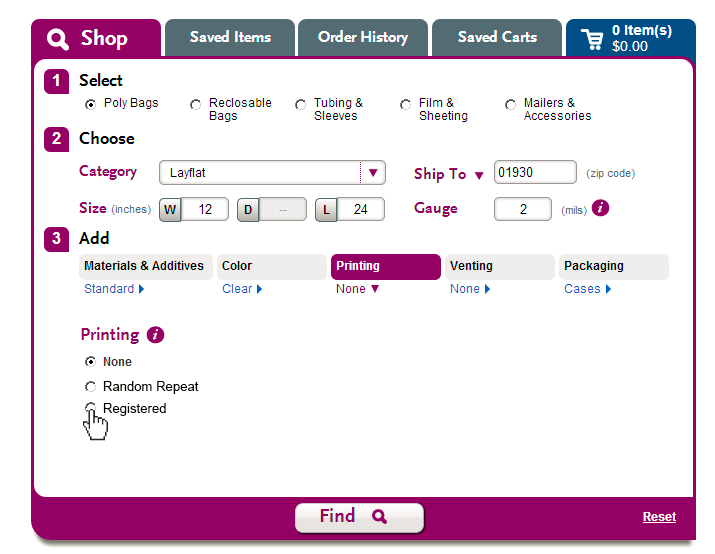 Shop
Saved Items
Order History
Saved Carts
0 Item(s)
$0.00
1 Select
Poly Bags
Reclosable
Bags
Tubing &
Sleeves
Film &
Sheeting
Mailers &
Accessories
2 Choose
Category Layflat Ship To 01930 (zip code)
Size (inches) W 12 D -- L 24 Gauge 2 (mils) i
3 Add
Materials & Additives Color Printing Venting Packaging
Standard Clear None None Cases
Printing i
None
Random Repeat
Registered
Find Reset